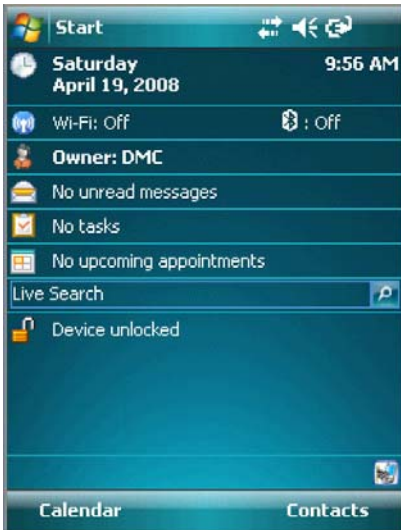 Start
Saturday 9:56 AM
April 19, 2008
Wi-Fi: Off : Off
Owner: DMC
No unread messages
No tasks
No upcoming appointments
Live Search
Device unlocked
Calendar Contacts